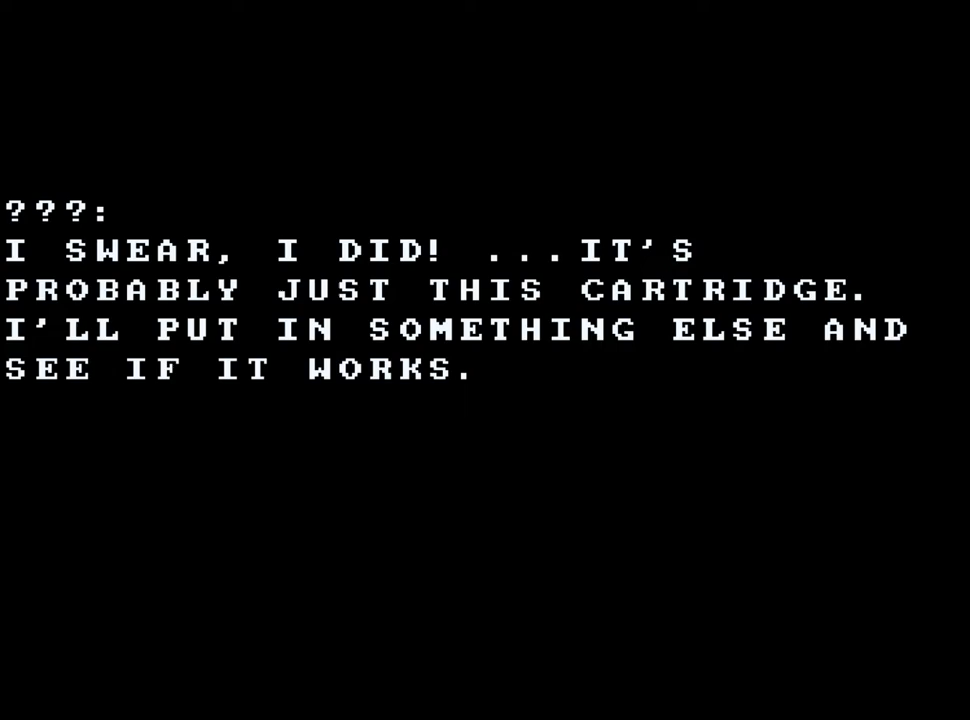 ???:
I SWEAR, I DID! ...IT'S
PROBABLY JUST THIS CARTRIDGE.
I'LL PUT IN SOMETHING ELSE AND
SEE IF IT WORKS.